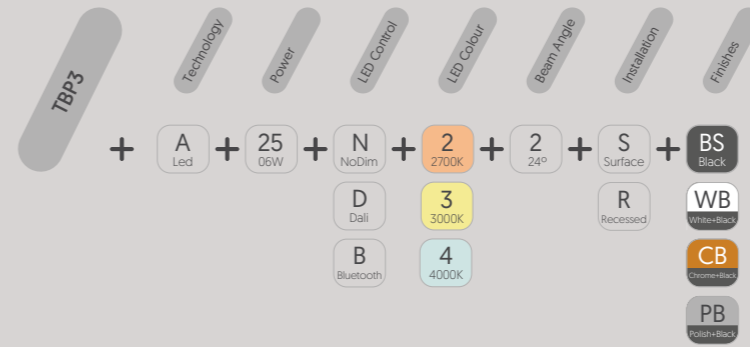 TBP3
Technology
Power
LED Control
LED Colour
Beam Angle
Installation
Finishes
+ A + 25 + N + 2 + 2 + S + BS
Led 06W NoDim 2700K 24º Surface Black
D 3 R WB
Dali 3000K Recessed White+Black
B 4 CB
Bluetooth 4000K Chrome+Black
PB
Polish+Black